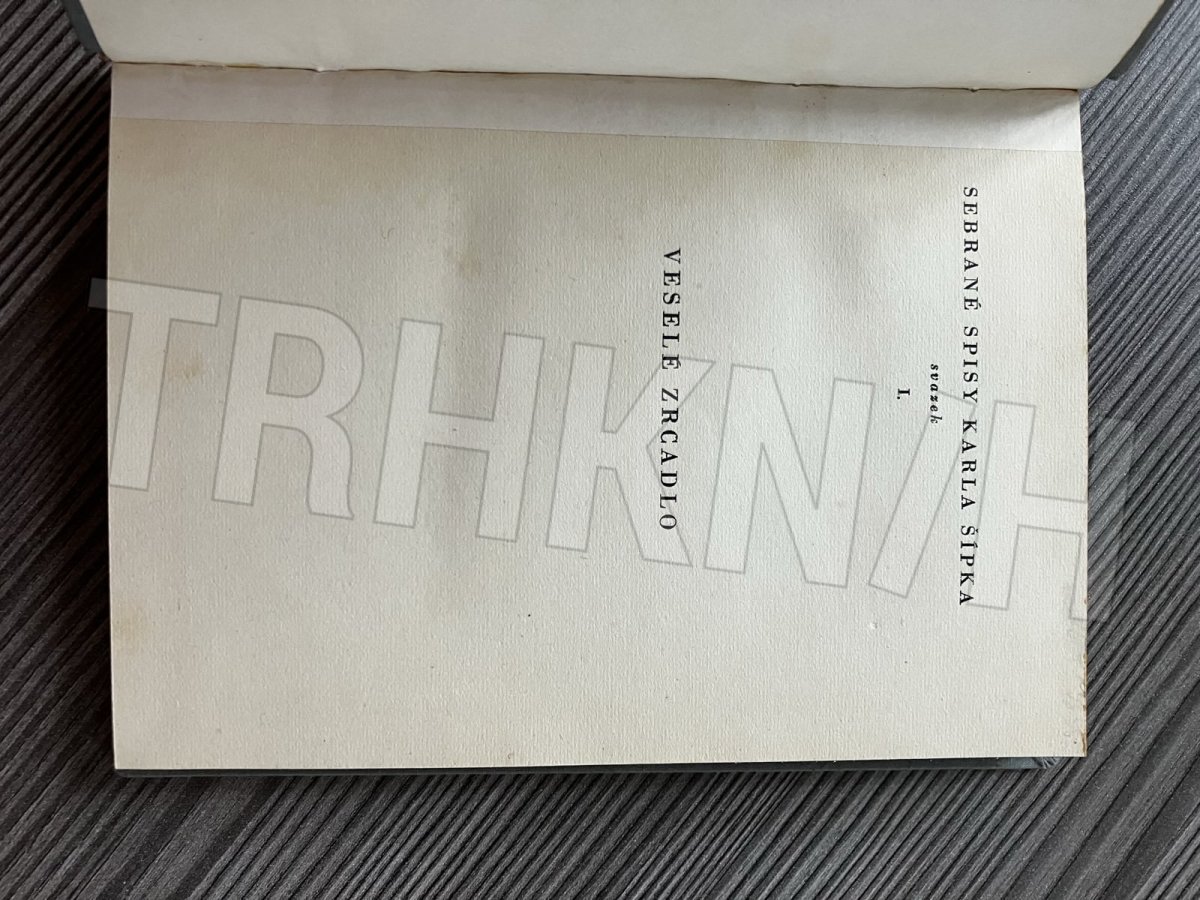 SEBRANÉ SPISY KARLA ŠÍPKA
svazek
I.
VESELÉ ZRCADLO
TRHKNIH